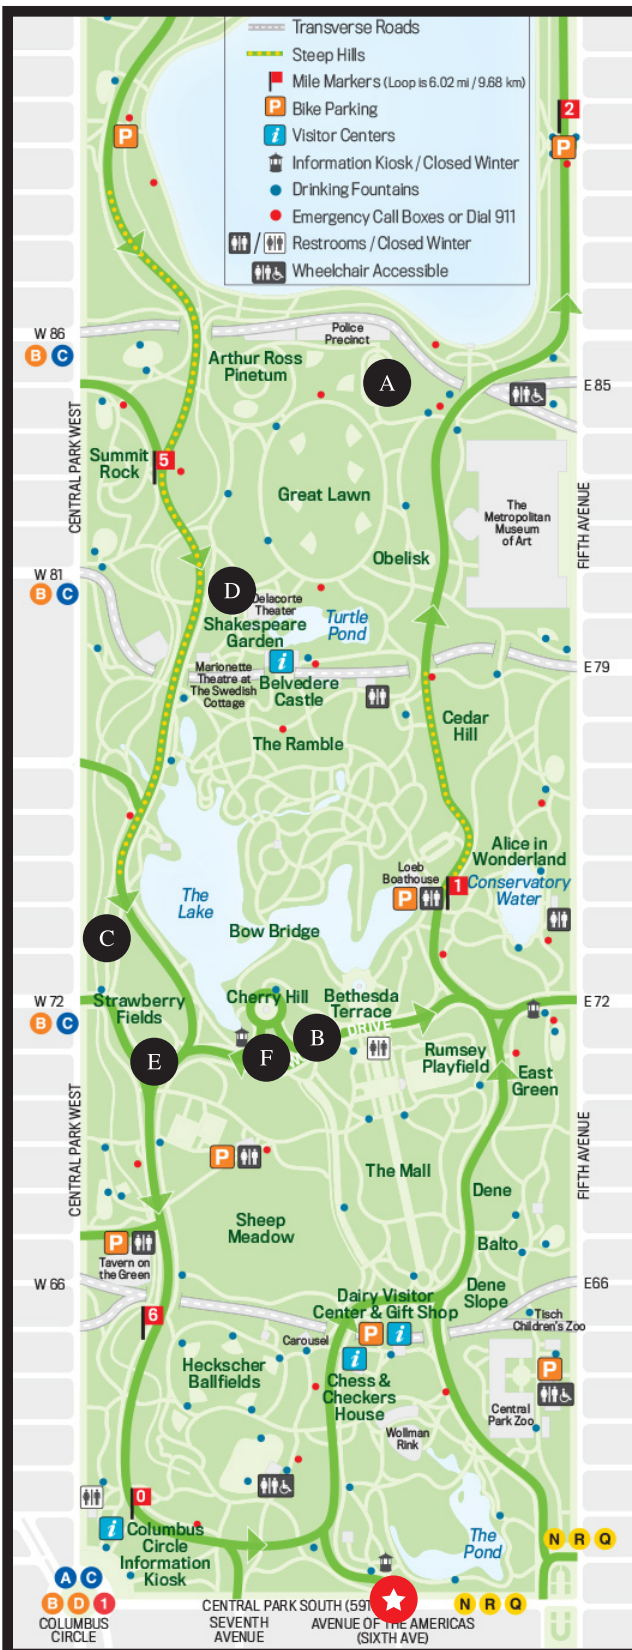 Transverse Roads
Steep Hills
Mile Markers (Loop is 6.02 mi / 9.68 km)
2
P
Bike Parking
P
i
Visitor Centers
P
Information Kiosk / Closed Winter
Drinking Fountains
Emergency Call Boxes or Dial 911
/
Restrooms / Closed Winter
Wheelchair Accessible
W 86
B C
Police
Precinct
Arthur Ross
Pinetum
A
E 85
CENTRAL PARK WEST
Summit
Rock
5
Great Lawn
The
Metropolitan
Museum
of Art
FIFTH AVENUE
Obelisk
W 81
B C
D
Delacorte
Theater
Shakespeare
Garden
Turtle
Pond
i
Marionette
Theatre at
The Swedish
Cottage
Belvedere
Castle
E 79
The Ramble
Cedar
Hill
Alice in
Wonderland
Loeb
Boathouse
P
1
Conservatory
Water
The
Lake
Bow Bridge
C
W 72
B C
Strawberry
Fields
Cherry Hill
Bethesda
Terrace
E 72
B
DRIVE
E
F
Rumsey
Playfield
East
Green
CENTRAL PARK WEST
FIFTH AVENUE
P
The Mall
Sheep
Meadow
Dene
Balto
P
Tavern on
the Green
W 66
Dene
Slope
E66
6
Dairy Visitor
Center & Gift Shop
P i
Tisch
Children's Zoo
Carousel
i
Heckscher
Ballfields
Chess &
Checkers
House
P
Central
Park Zoo
Wollman
Rink
0
i
Columbus
Circle
Information
Kiosk
The
Pond
N R Q
A C
B D 1
COLUMBUS
CIRCLE
CENTRAL PARK SOUTH
N R Q
SEVENTH
AVENUE
AVENUE OF THE AMERICAS
(SIXTH AVE)
U